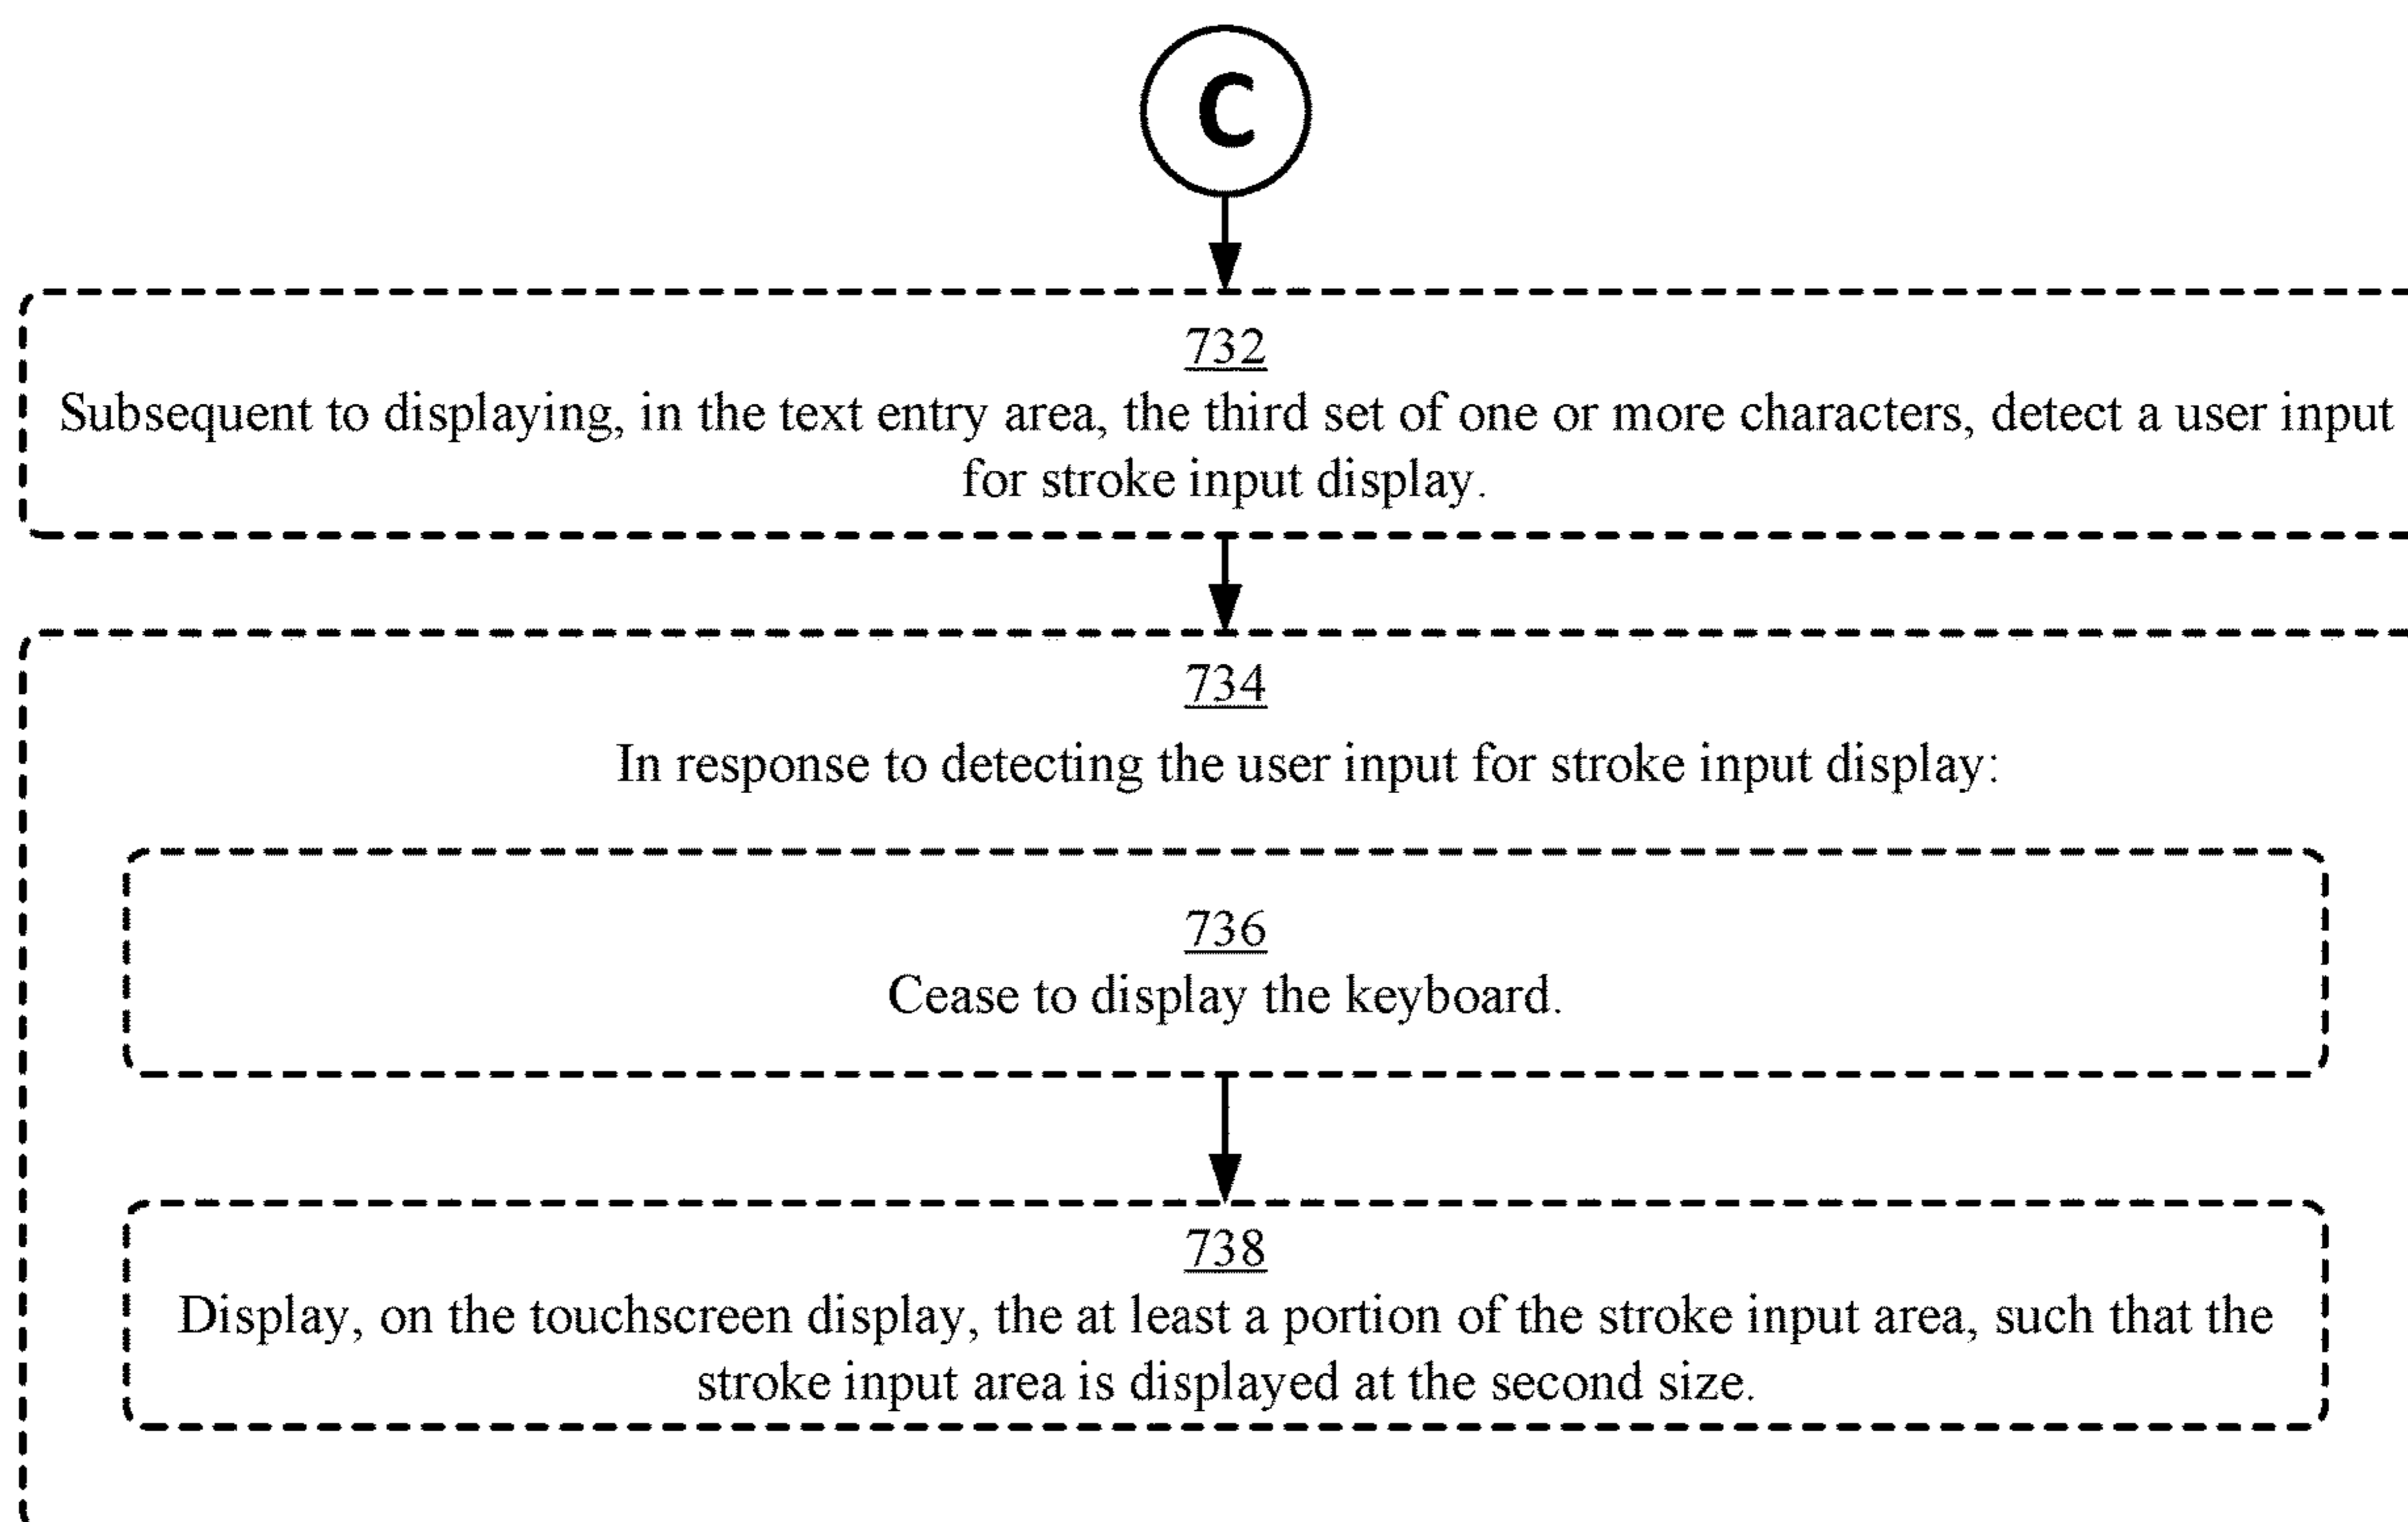 C
732
Subsequent to displaying, in the text entry area, the third set of one or more characters, detect a user input
for stroke input display.
734
In response to detecting the user input for stroke input display:
736
Cease to display the keyboard.
738
Display, on the touchscreen display, the at least a portion of the stroke input area, such that the
stroke input area is displayed at the second size.